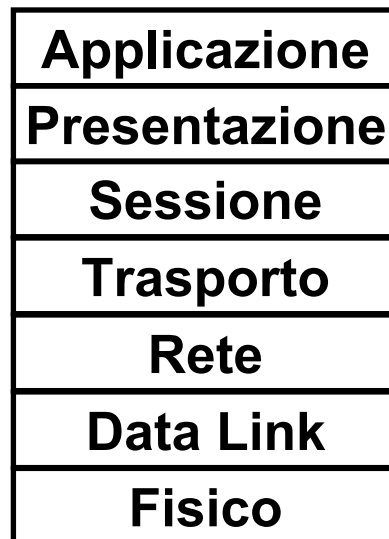 Applicazione
Presentazione
Sessione
Trasporto
Rete
Data Link
Fisico